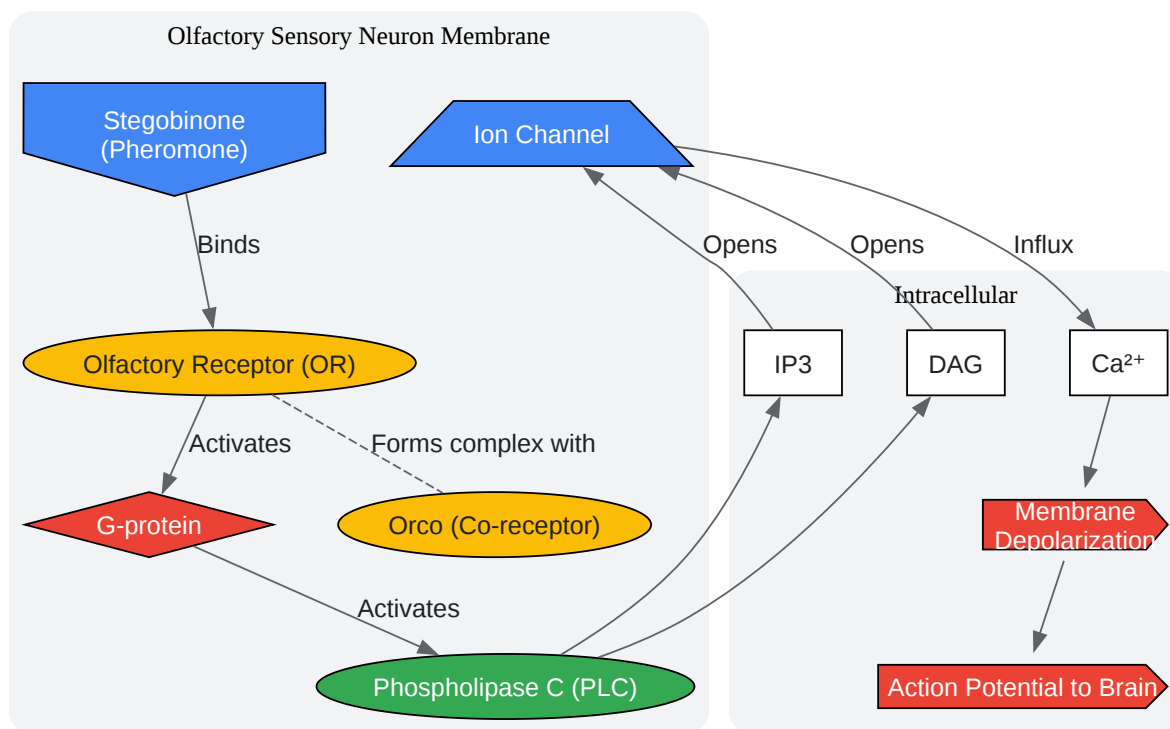 Olfactory Sensory Neuron Membrane
Stegobinone
(Pheromone)
Ion Channel
Binds
Opens
Opens
Influx
Intracellular
Olfactory Receptor (OR)
IP3
DAG
Ca²⁺
Activates
Forms complex with
G-protein
Orco (Co-receptor)
Membrane
Depolarization
Activates
Phospholipase C (PLC)
Action Potential to Brain